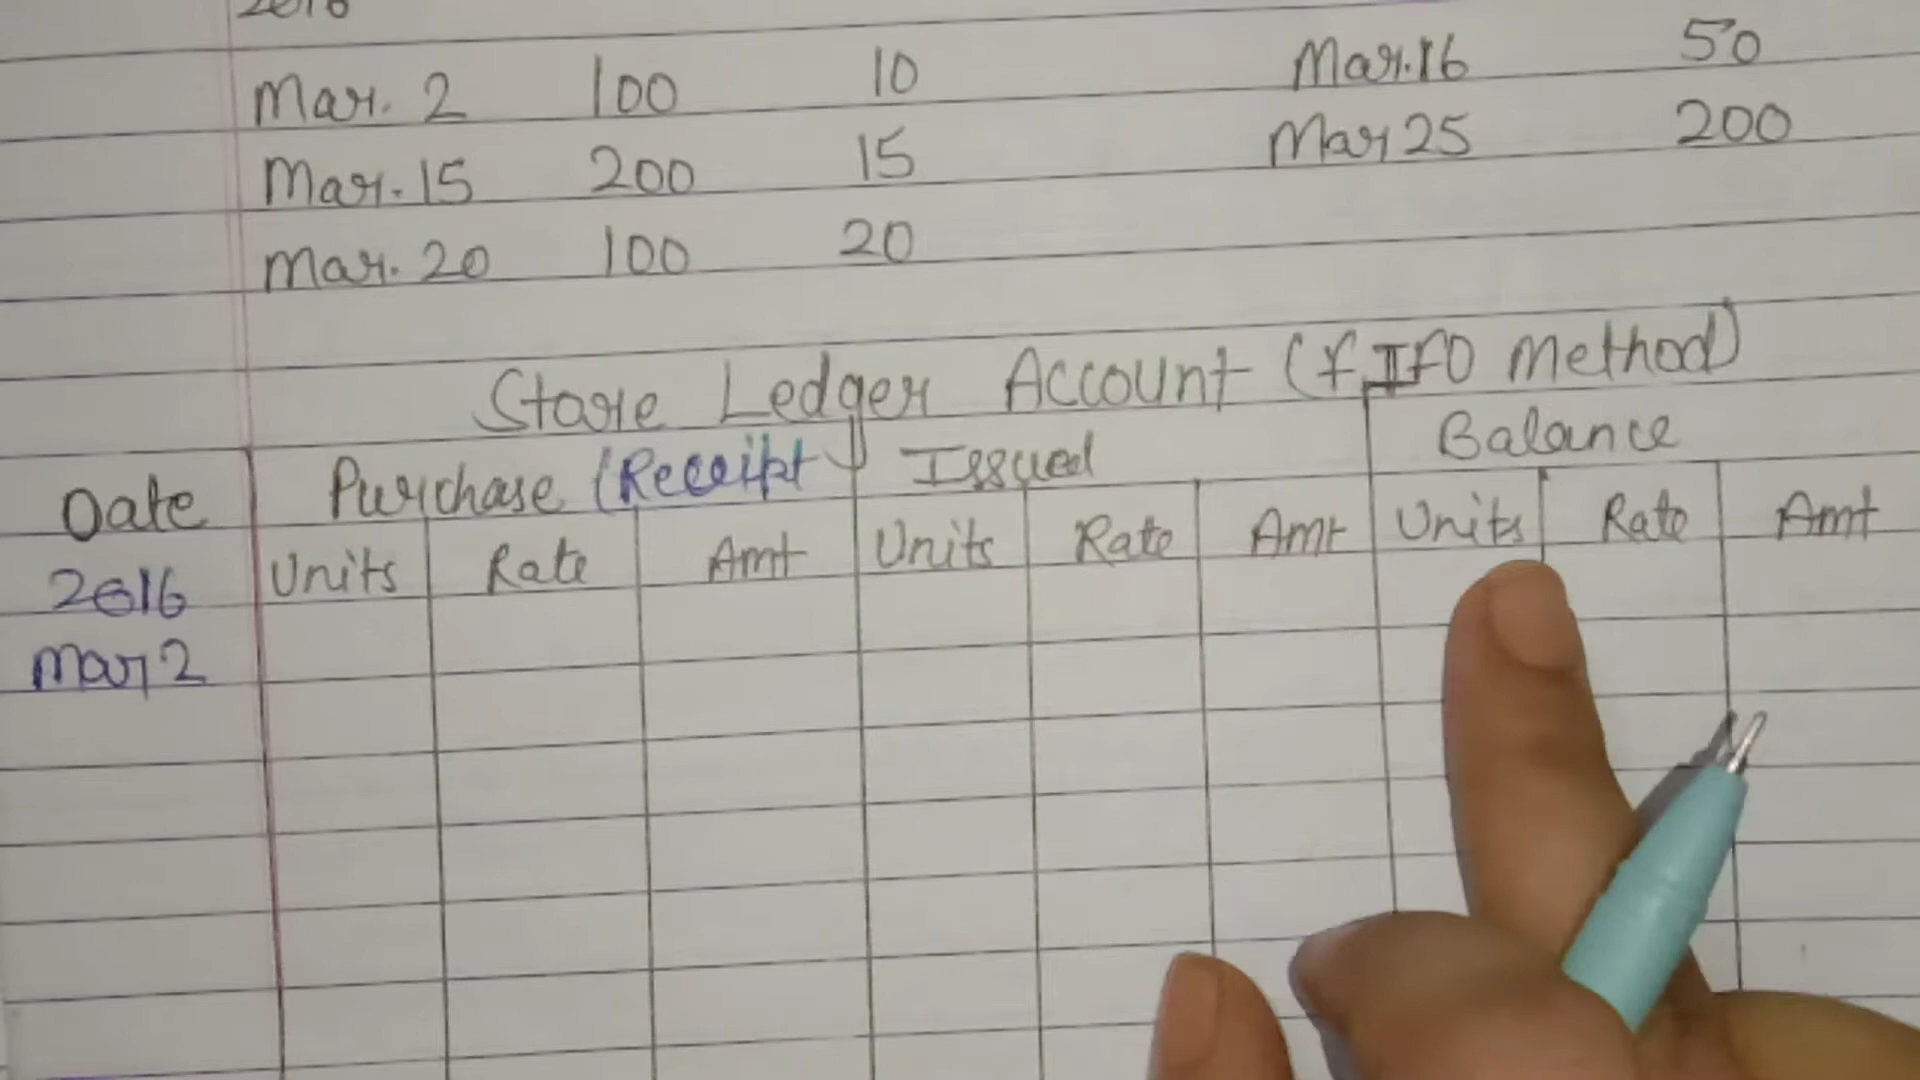 2016
Mar. 2 100 10 Mar.16 50
Mar. 15 200 15 Mar 25 200
Mar. 20 100 20
Store Ledger Account (FIFO Method)
Date Purchase (Receipt) Issued Balance
2016 Units Rate Amt Units Rate Amt Units Rate Amt
Mar 2